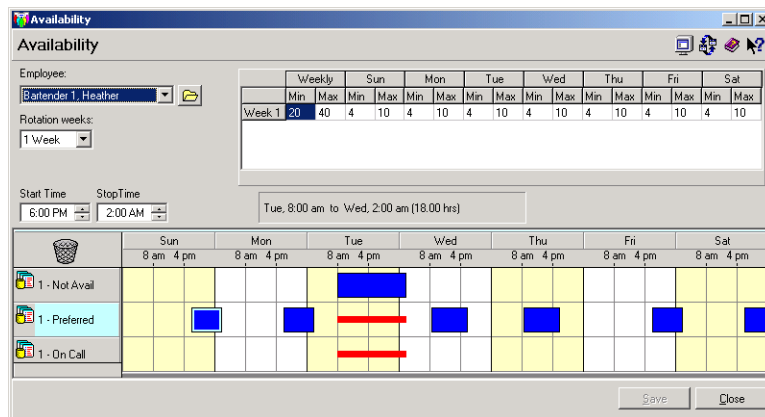 Availability
Availability
Employee:
Bartender 1, Heather
Rotation weeks:
1 Week
Weekly Sun Mon Tue Wed Thu Fri Sat
Min Max Min Max Min Max Min Max Min Max Min Max Min Max Min Max
Week 1 20 40 4 10 4 10 4 10 4 10 4 10 4 10 4 10
Start Time StopTime
6:00 PM 2:00 AM
Tue, 8:00 am to Wed, 2:00 am (18.00 hrs)
Sun Mon Tue Wed Thu Fri Sat
8 am 4 pm 8 am 4 pm 8 am 4 pm 8 am 4 pm 8 am 4 pm 8 am 4 pm 8 am 4 pm
1 - Not Avail
1 - Preferred
1 - On Call
Save Close